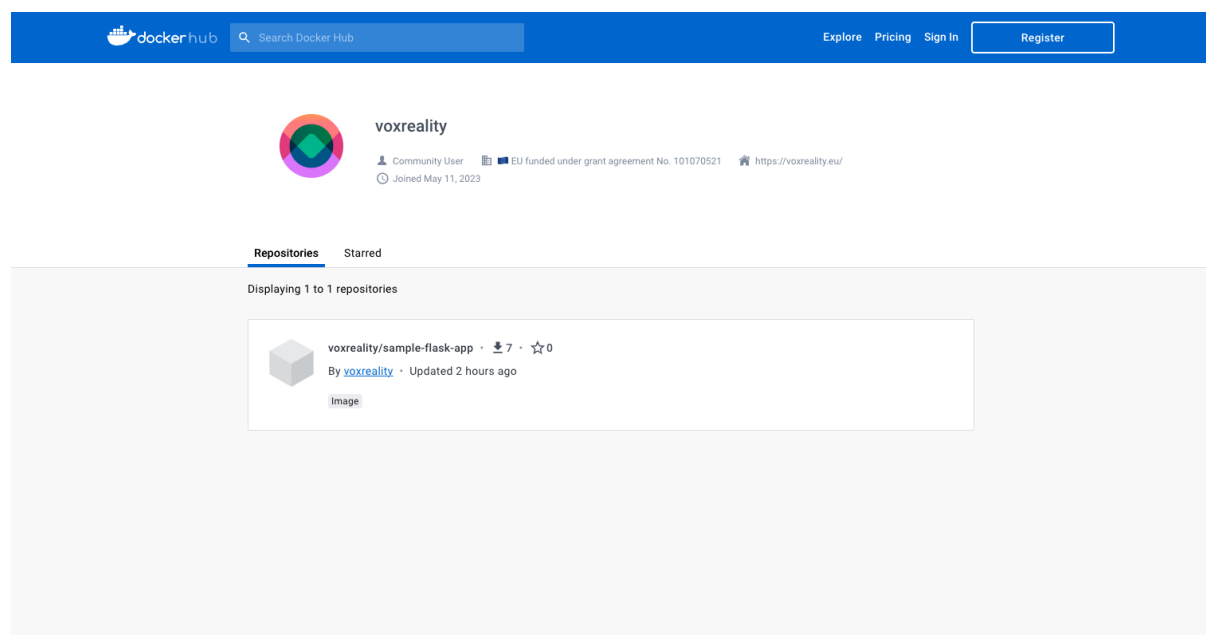 dockerhub Search Docker Hub Explore Pricing Sign In Register
voxreality
Community User EU funded under grant agreement No. 101070521 https://voxreality.eu/
Joined May 11, 2023
Repositories Starred
Displaying 1 to 1 repositories
voxreality/sample-flask-app · 7 · 0
By voxreality · Updated 2 hours ago
Image